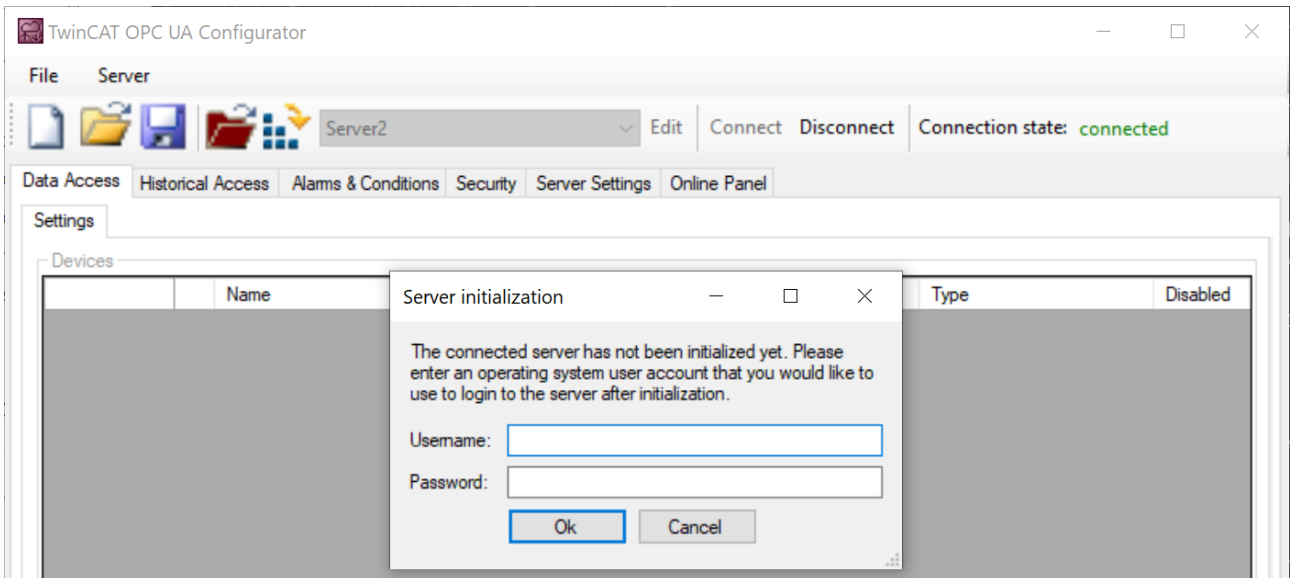 TwinCAT OPC UA Configurator
File Server
Server2 Edit Connect Disconnect Connection state: connected
Data Access Historical Access Alarms & Conditions Security Server Settings Online Panel
Settings
Devices
Name Type Disabled
Server initialization
The connected server has not been initialized yet. Please
enter an operating system user account that you would like to
use to login to the server after initialization.
Username:
Password:
Ok Cancel